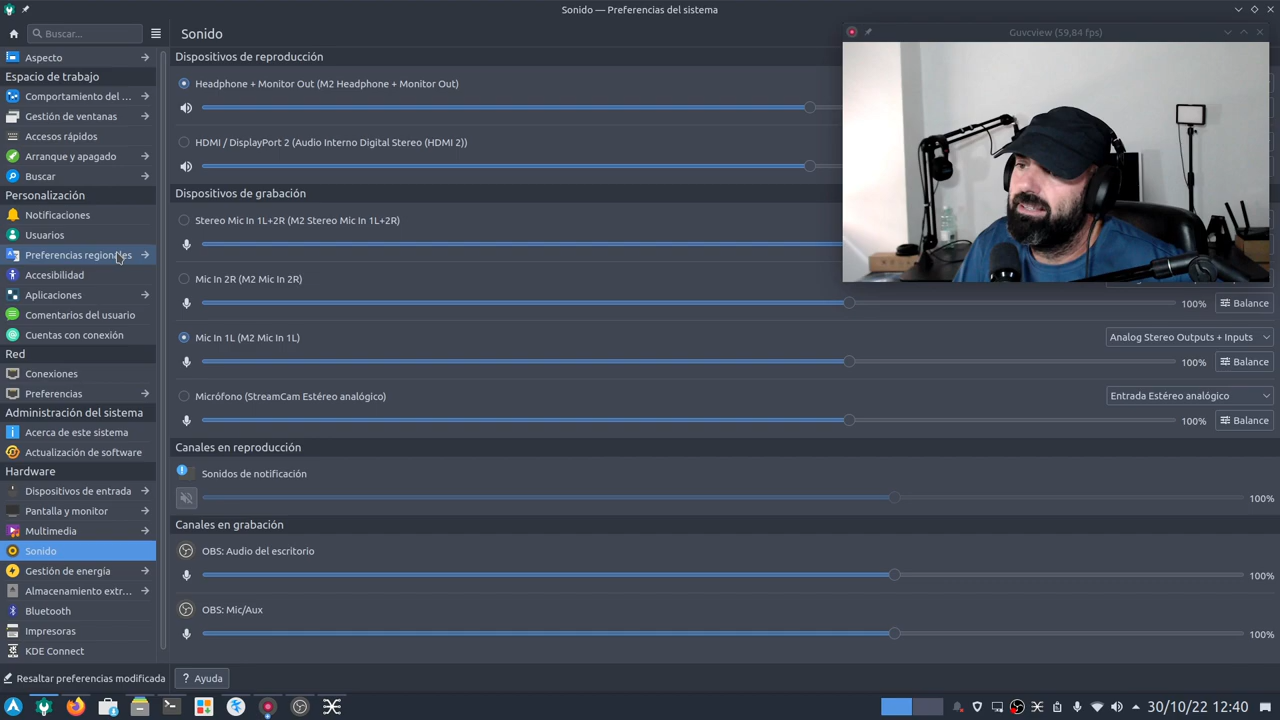 Sonido — Preferencias del sistema
Buscar...
Sonido
Guvcview (59,84 fps)
Aspecto
Espacio de trabajo
Comportamiento del ...
Gestión de ventanas
Accesos rápidos
Arranque y apagado
Buscar
Personalización
Notificaciones
Usuarios
Preferencias regionales
Accesibilidad
Aplicaciones
Comentarios del usuario
Cuentas con conexión
Red
Conexiones
Preferencias
Administración del sistema
Acerca de este sistema
Actualización de software
Hardware
Dispositivos de entrada
Pantalla y monitor
Multimedia
Sonido
Gestión de energía
Almacenamiento extr...
Bluetooth
Impresoras
KDE Connect
Resaltar preferencias modificada
Dispositivos de reproducción
Headphone + Monitor Out (M2 Headphone + Monitor Out)
HDMI / DisplayPort 2 (Audio Interno Digital Stereo (HDMI 2))
Dispositivos de grabación
Stereo Mic In 1L+2R (M2 Stereo Mic In 1L+2R)
Mic In 2R (M2 Mic In 2R)
100% Balance
Mic In 1L (M2 Mic In 1L) Analog Stereo Outputs + Inputs
100% Balance
Micrófono (StreamCam Estéreo analógico) Entrada Estéreo analógico
100% Balance
Canales en reproducción
Sonidos de notificación
100%
Canales en grabación
OBS: Audio del escritorio
100%
OBS: Mic/Aux
100%
? Ayuda
30/10/22 12:40